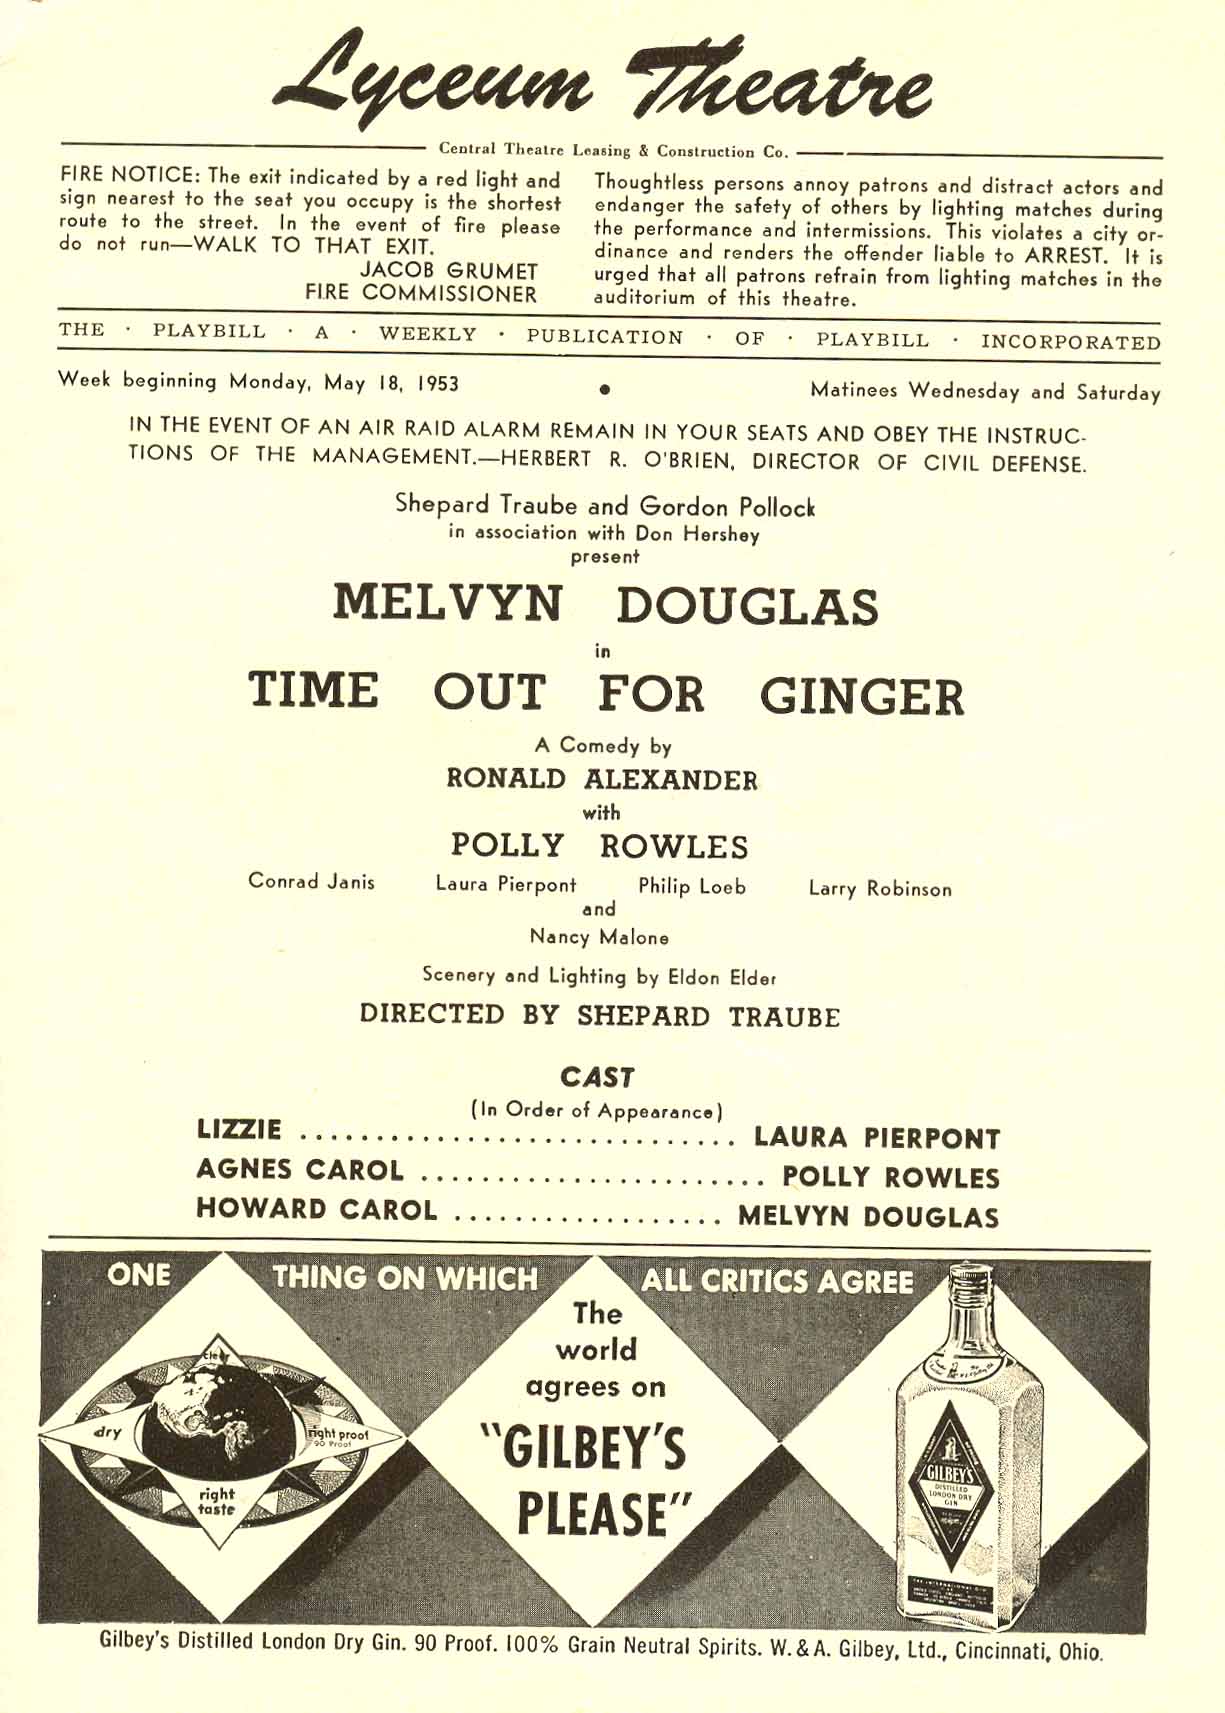 Lyceum Theatre
Central Theatre Leasing & Construction Co.
FIRE NOTICE: The exit indicated by a red light and
sign nearest to the seat you occupy is the shortest
route to the street. In the event of fire please
do not run—WALK TO THAT EXIT.
JACOB GRUMET
FIRE COMMISSIONER
Thoughtless persons annoy patrons and distract actors and
endanger the safety of others by lighting matches during
the performance and intermissions. This violates a city or-
dinance and renders the offender liable to ARREST. It is
urged that all patrons refrain from lighting matches in the
auditorium of this theatre.
THE · PLAYBILL · A · WEEKLY · PUBLICATION · OF · PLAYBILL · INCORPORATED
Week beginning Monday, May 18, 1953 • Matinees Wednesday and Saturday
IN THE EVENT OF AN AIR RAID ALARM REMAIN IN YOUR SEATS AND OBEY THE INSTRUC-
TIONS OF THE MANAGEMENT.—HERBERT R. O'BRIEN, DIRECTOR OF CIVIL DEFENSE.
Shepard Traube and Gordon Pollock
in association with Don Hershey
present
MELVYN DOUGLAS
in
TIME OUT FOR GINGER
A Comedy by
RONALD ALEXANDER
with
POLLY ROWLES
Conrad Janis Laura Pierpont Philip Loeb Larry Robinson
and
Nancy Malone
Scenery and Lighting by Eldon Elder
DIRECTED BY SHEPARD TRAUBE
CAST
(In Order of Appearance)
LIZZIE .............................. LAURA PIERPONT
AGNES CAROL ........................ POLLY ROWLES
HOWARD CAROL ................... MELVYN DOUGLAS
ONE THING ON WHICH ALL CRITICS AGREE
clear
dry
right proof
90 Proof
right
taste
The
world
agrees on
"GILBEY'S
PLEASE"
GILBEY'S
DISTILLED
LONDON DRY
GIN
Gilbey's Distilled London Dry Gin. 90 Proof. 100% Grain Neutral Spirits. W. & A. Gilbey, Ltd., Cincinnati, Ohio.